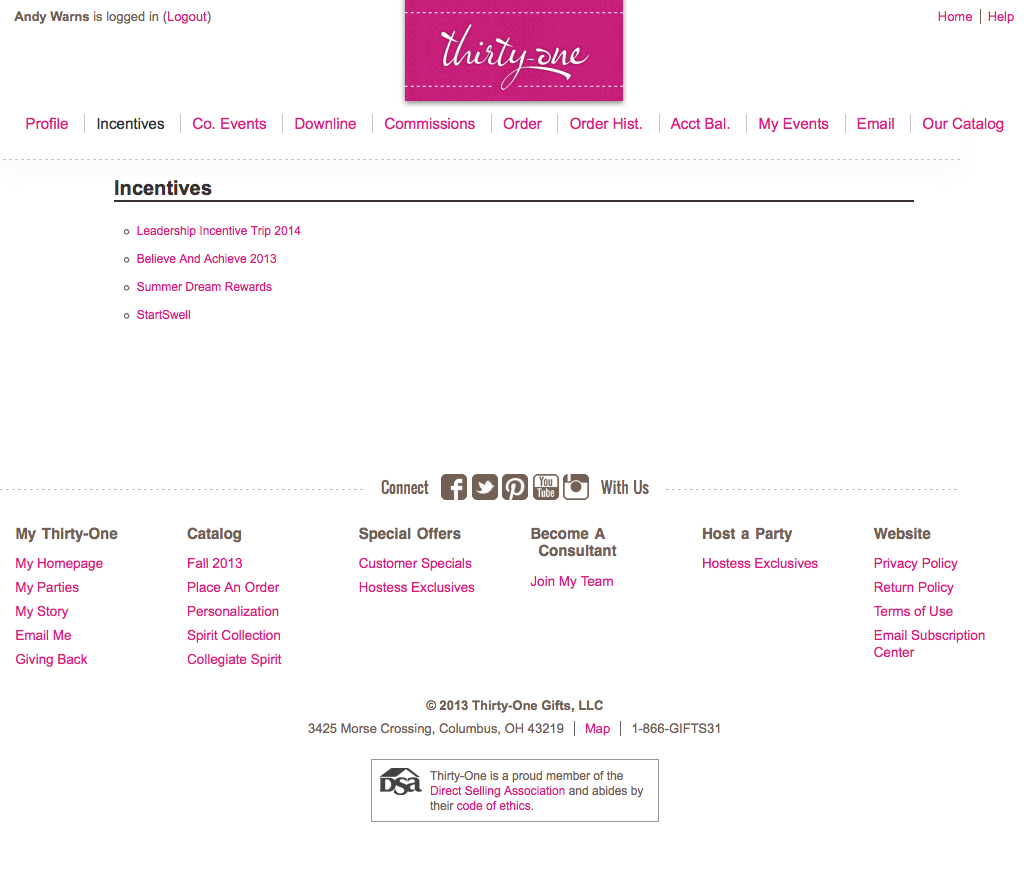 Andy Warns is logged in (Logout)
Home | Help
thirty-one
Profile | Incentives | Co. Events | Downline | Commissions | Order | Order Hist. | Acct Bal. | My Events | Email | Our Catalog
Incentives
Leadership Incentive Trip 2014
Believe And Achieve 2013
Summer Dream Rewards
StartSwell
Connect You Tube With Us
My Thirty-One
My Homepage
My Parties
My Story
Email Me
Giving Back
Catalog
Fall 2013
Place An Order
Personalization
Spirit Collection
Collegiate Spirit
Special Offers
Customer Specials
Hostess Exclusives
Become A
Consultant
Join My Team
Host a Party
Hostess Exclusives
Website
Privacy Policy
Return Policy
Terms of Use
Email Subscription
Center
© 2013 Thirty-One Gifts, LLC
3425 Morse Crossing, Columbus, OH 43219 | Map | 1-866-GIFTS31
DSA
Thirty-One is a proud member of the
Direct Selling Association and abides by
their code of ethics.